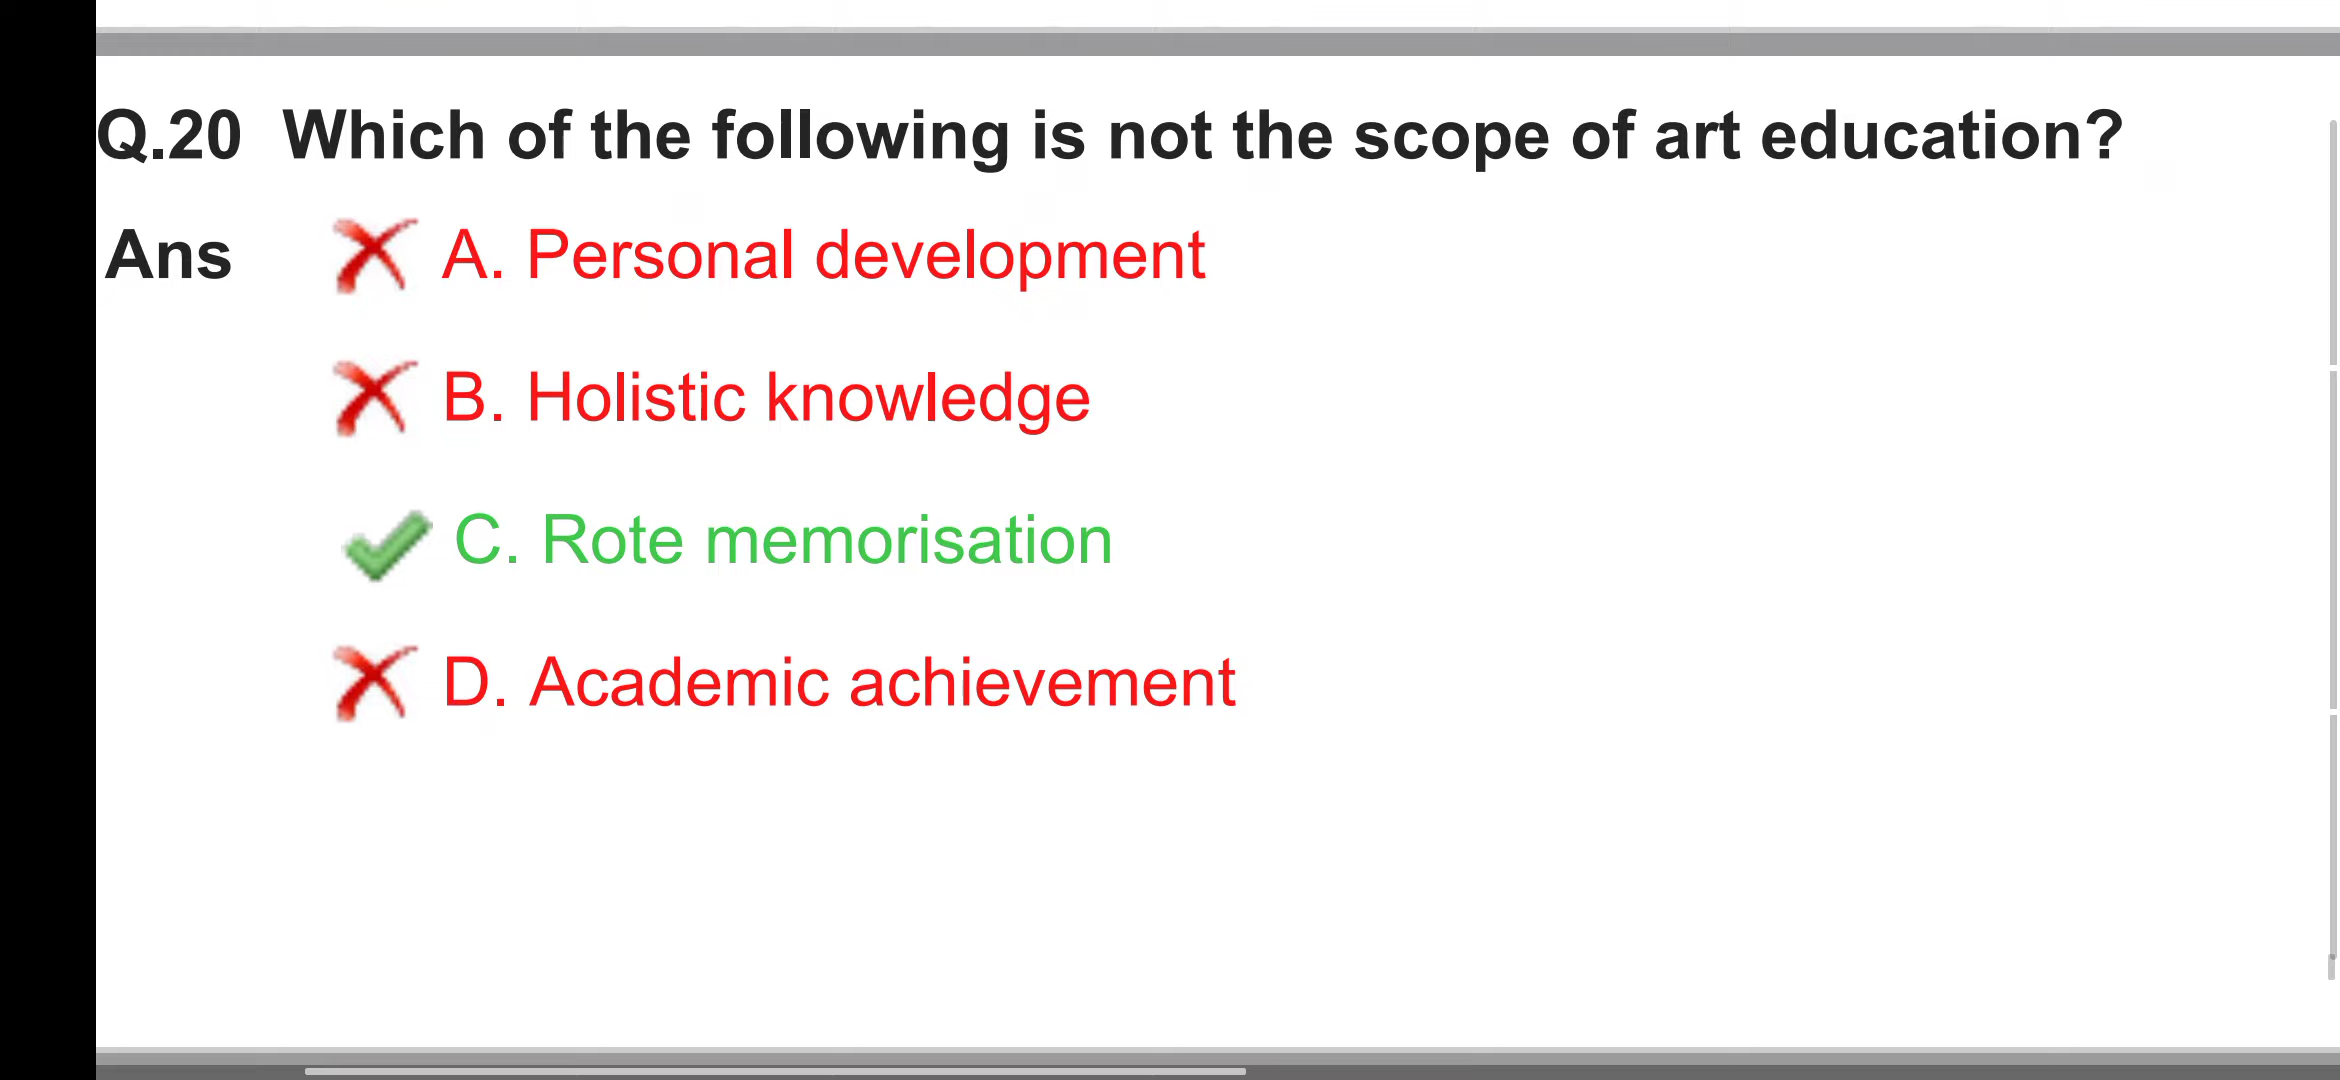 Q.20 Which of the following is not the scope of art education?
Ans A. Personal development
B. Holistic knowledge
C. Rote memorisation
D. Academic achievement